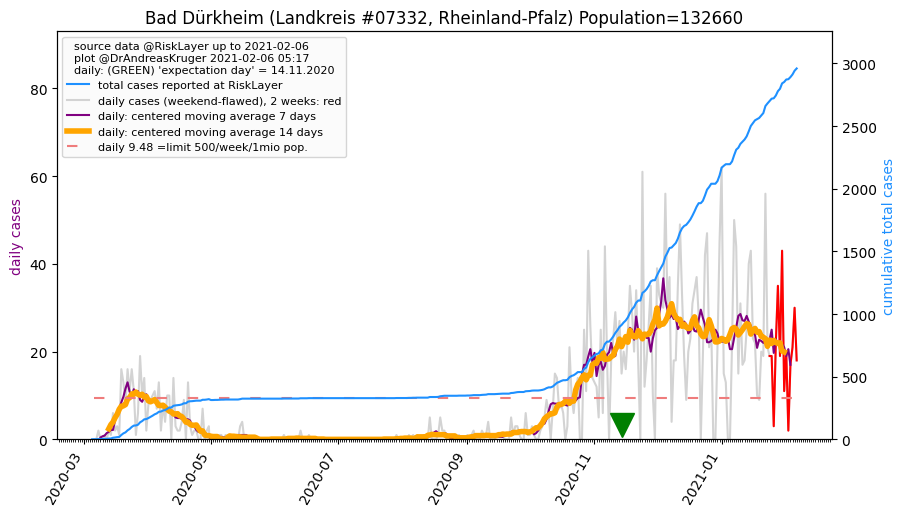 Bad Dürkheim (Landkreis #07332, Rheinland-Pfalz) Population=132660
source data @RiskLayer up to 2021-02-06
plot @DrAndreasKruger 2021-02-06 05:17
daily: (GREEN) 'expectation day' = 14.11.2020
total cases reported at RiskLayer
daily cases (weekend-flawed), 2 weeks: red
daily: centered moving average 7 days
daily: centered moving average 14 days
daily 9.48 =limit 500/week/1mio pop.
daily cases
80
60
40
20
0
cumulative total cases
3000
2500
2000
1500
1000
500
0
2020-03
2020-05
2020-07
2020-09
2020-11
2021-01